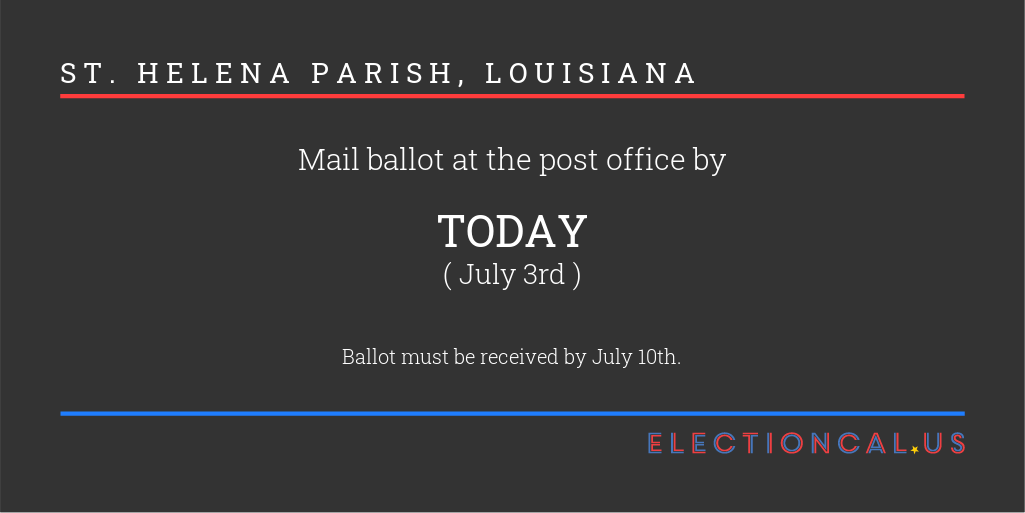 ST. HELENA PARISH, LOUISIANA
Mail ballot at the post office by
TODAY
( July 3rd )
Ballot must be received by July 10th.
ELECTIONCAL.US